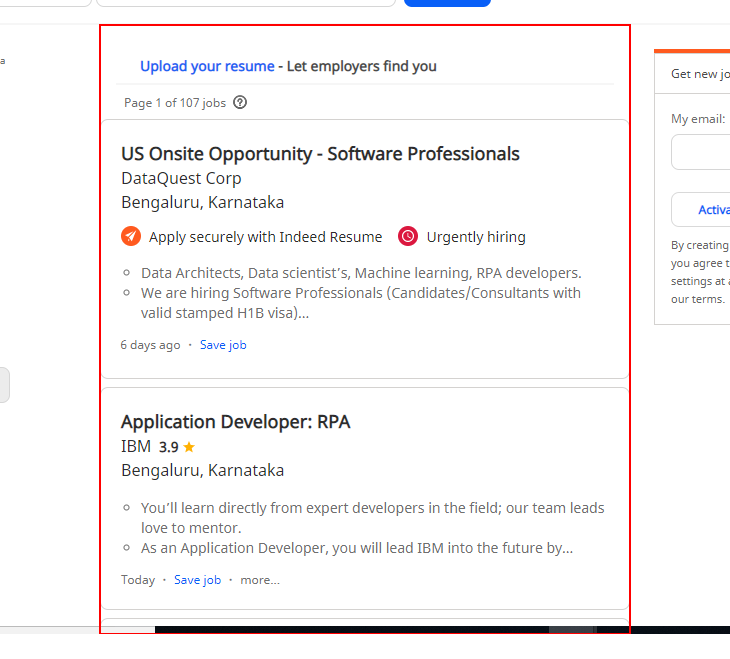 a
Upload your resume - Let employers find you
Page 1 of 107 jobs ?
US Onsite Opportunity - Software Professionals
DataQuest Corp
Bengaluru, Karnataka
Apply securely with Indeed Resume Urgently hiring
Data Architects, Data scientist's, Machine learning, RPA developers.
We are hiring Software Professionals (Candidates/Consultants with
valid stamped H1B visa)...
6 days ago · Save job
Application Developer: RPA
IBM 3.9 ★
Bengaluru, Karnataka
You'll learn directly from expert developers in the field; our team leads
love to mentor.
As an Application Developer, you will lead IBM into the future by...
Today · Save job · more...
Get new jo
My email:
Activa
By creating
you agree t
settings at a
our terms.